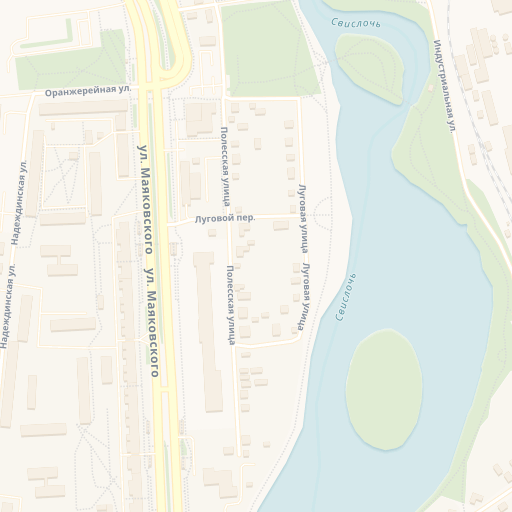 Свислочь
Индустриальная ул.
Оранжерейная ул.
Полесская улица
ул. Маяковского
Надеждинская ул.
Луговая улица
Луговой пер.
Луговая улица
Полесская улица
ул. Маяковского
Надеждинская ул.
Свислочь